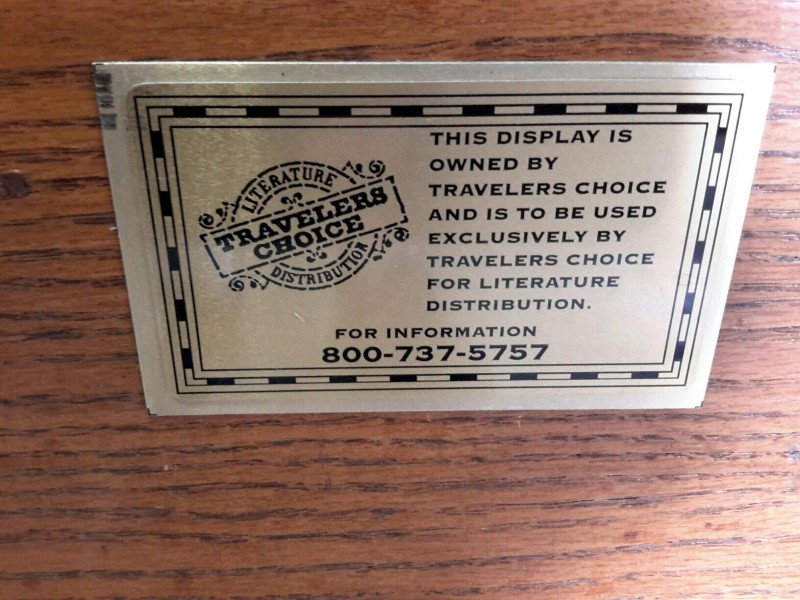 LITERATURE
TRAVELERS
CHOICE
DISTRIBUTION
THIS DISPLAY IS
OWNED BY
TRAVELERS CHOICE
AND IS TO BE USED
EXCLUSIVELY BY
TRAVELERS CHOICE
FOR LITERATURE
DISTRIBUTION.
FOR INFORMATION
800-737-5757